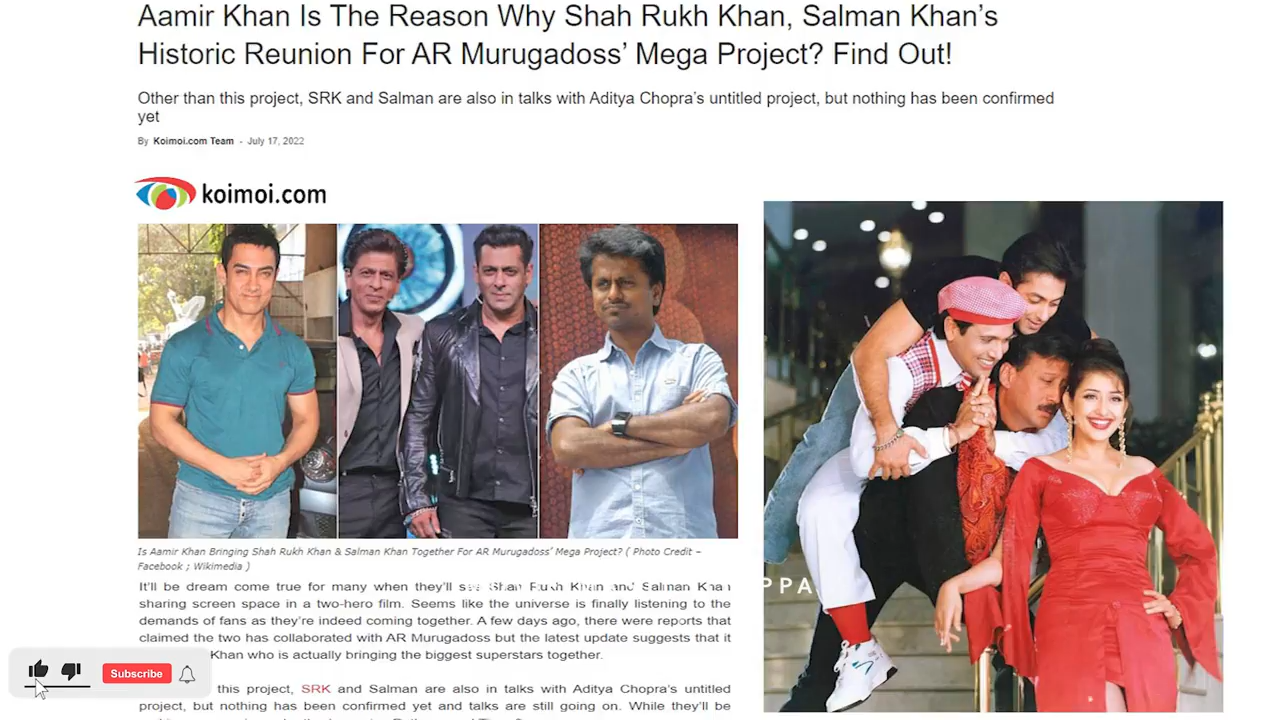 Aamir Khan Is The Reason Why Shah Rukh Khan, Salman Khan’s
Historic Reunion For AR Murugadoss’ Mega Project? Find Out!
Other than this project, SRK and Salman are also in talks with Aditya Chopra’s untitled project, but nothing has been confirmed
yet
By Koimoi.com Team - July 17, 2022
koimoi.com
Is Aamir Khan Bringing Shah Rukh Khan & Salman Khan Together For AR Murugadoss’ Mega Project? ( Photo Credit –
Facebook ; Wikimedia )
It’ll be dream come true for many when they’ll see Shah Rukh Khan and Salman Khan
sharing screen space in a two-hero film. Seems like the universe is finally listening to the
demands of fans as they’re indeed coming together. A few days ago, there were reports that
claimed the two has collaborated with AR Murugadoss but the latest update suggests that it
Khan who is actually bringing the biggest superstars together.
this project, SRK and Salman are also in talks with Aditya Chopra’s untitled
project, but nothing has been confirmed yet and talks are still going on. While they’ll be
PPA
Subscribe